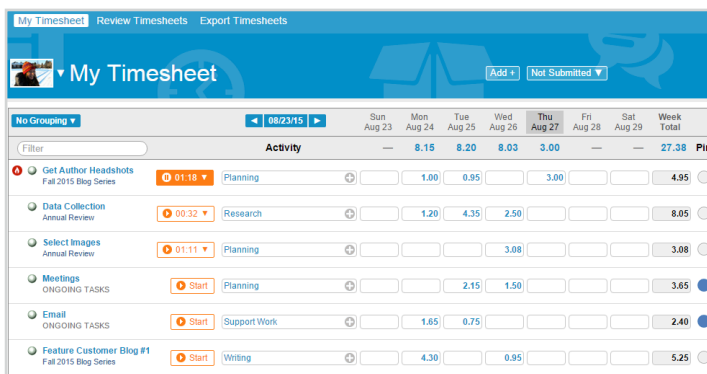 My Timesheet Review Timesheets Export Timesheets
My Timesheet Add + Not Submitted ▼
No Grouping ▼ ◄ 08/23/15 ► Sun Mon Tue Wed Thu Fri Sat Week
Aug 23 Aug 24 Aug 25 Aug 26 Aug 27 Aug 28 Aug 29 Total
Filter Activity — 8.15 8.20 8.03 3.00 — — 27.38
Get Author Headshots 01:18 ▼ Planning 1.00 0.95 3.00 4.95
Fall 2015 Blog Series
Data Collection 00:32 ▼ Research 1.20 4.35 2.50 8.05
Annual Review
Select Images 01:11 ▼ Planning 3.08 3.08
Annual Review
Meetings Start Planning 2.15 1.50 3.65
ONGOING TASKS
Email Start Support Work 1.65 0.75 2.40
ONGOING TASKS
Feature Customer Blog #1 Start Writing 4.30 0.95 5.25
Fall 2015 Blog Series